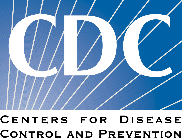 CDC
CENTERS FOR DISEASE
CONTROL AND PREVENTION